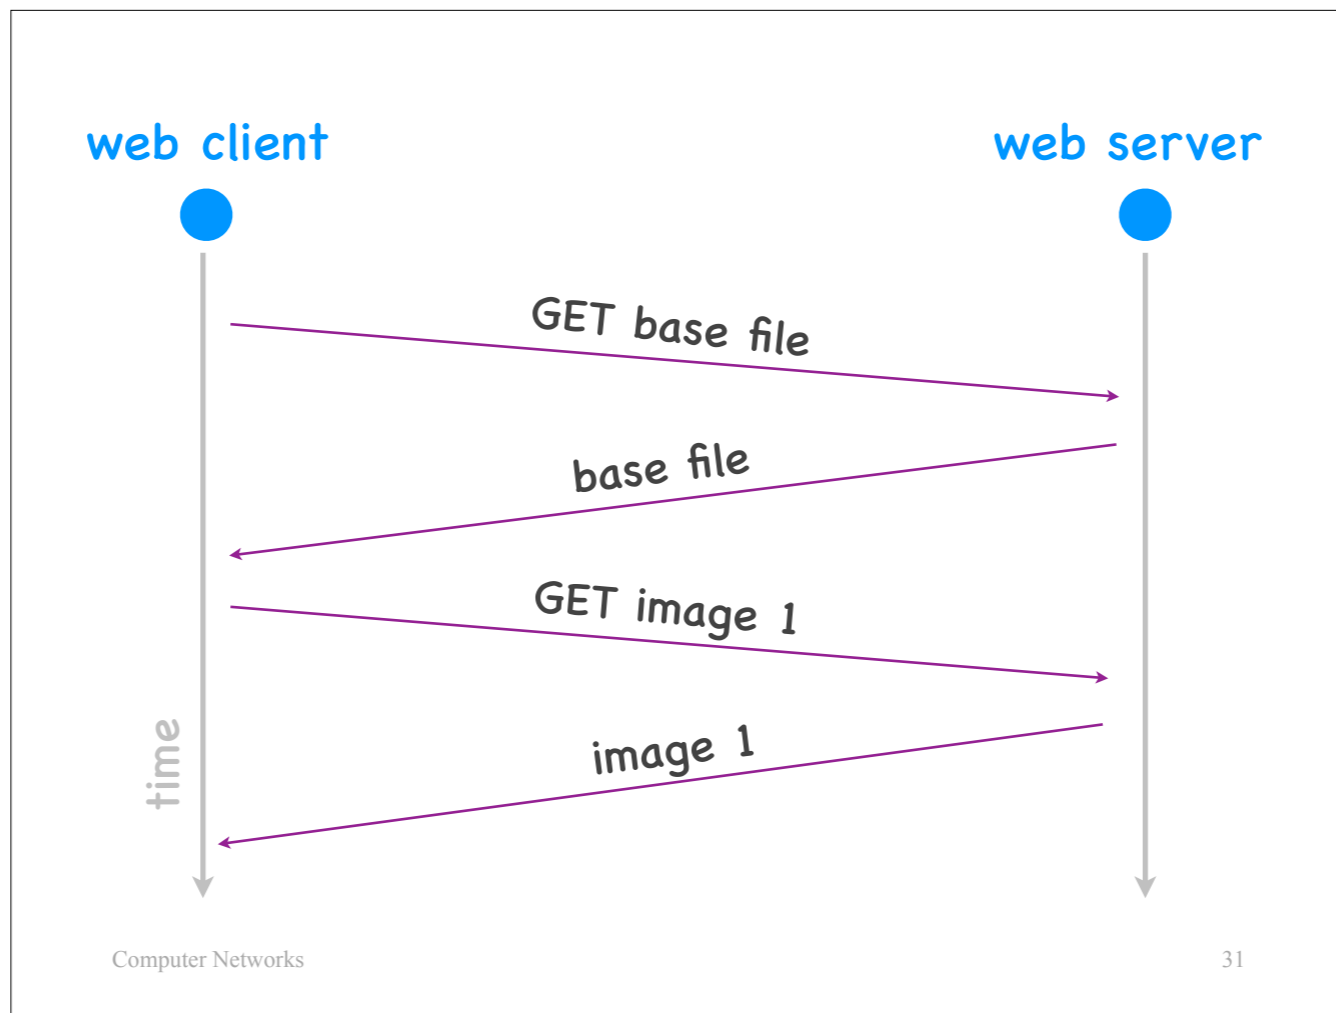 web client
web server
GET base file
base file
GET image 1
image 1
time
Computer Networks
31